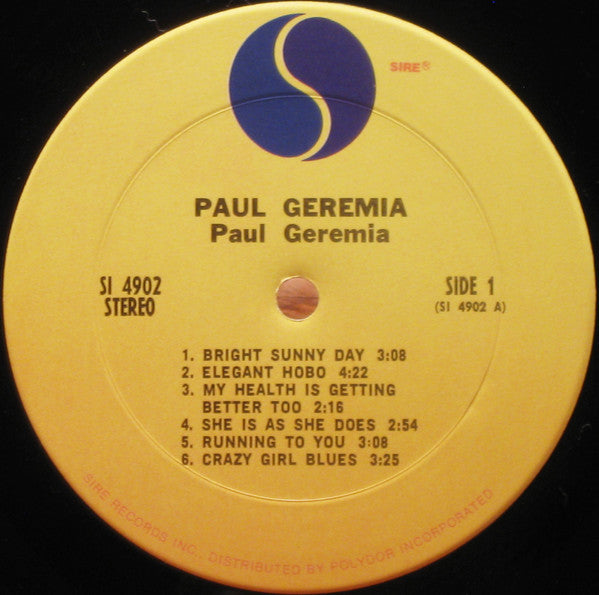 SIRE®
PAUL GEREMIA
Paul Geremia
SI 4902
STEREO
SIDE 1
(SI 4902 A)
1. BRIGHT SUNNY DAY 3:08
2. ELEGANT HOBO 4:22
3. MY HEALTH IS GETTING
BETTER TOO 2:16
4. SHE IS AS SHE DOES 2:54
5. RUNNING TO YOU 3:08
6. CRAZY GIRL BLUES 3:25
SIRE RECORDS INC., DISTRIBUTED BY POLYDOR INCORPORATED